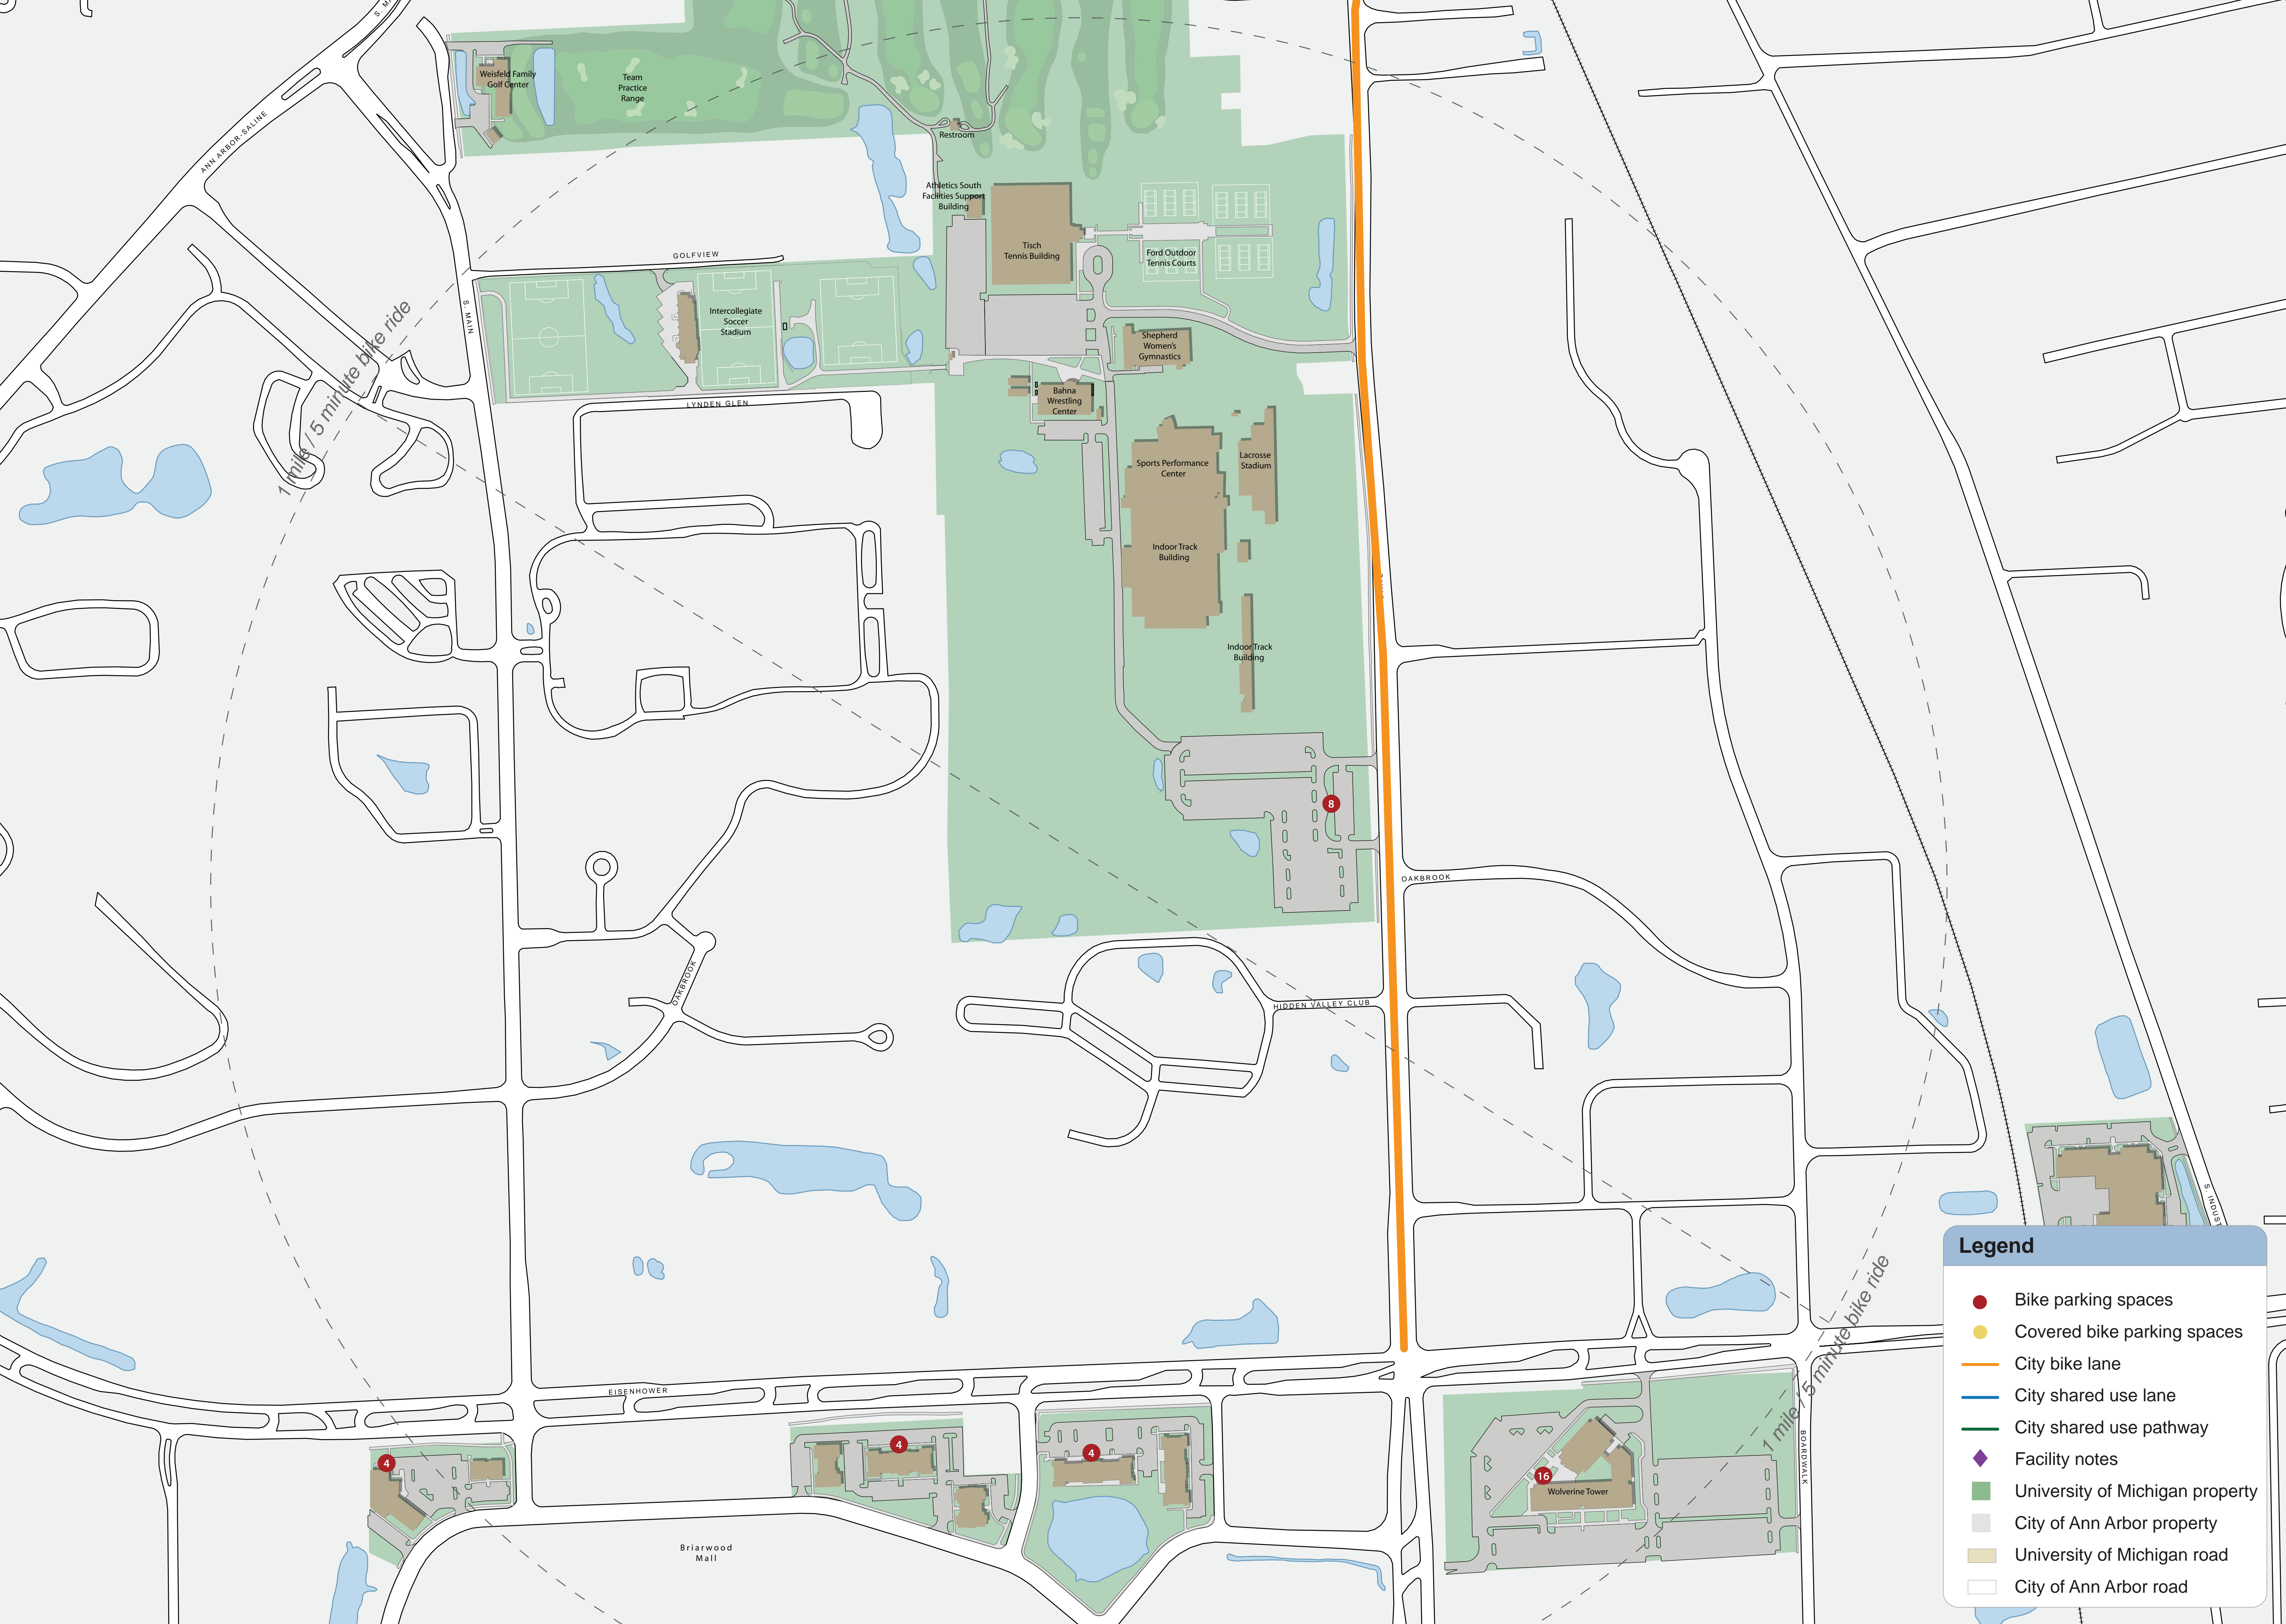 S. MA
ANN ARBOR-SALINE
Weisfeld Family
Golf Center
Team
Practice
Range
Restroom
Athletics South
Facilities Support
Building
Tisch
Tennis Building
Ford Outdoor
Tennis Courts
GOLFVIEW
S. MAIN
Intercollegiate
Soccer
Stadium
Shepherd
Women's
Gymnastics
1 mile / 5 minute bike ride
LYNDEN GLEN
Bahna
Wrestling
Center
Sports Performance
Center
Lacrosse
Stadium
Indoor Track
Building
Indoor Track
Building
8
OAKBROOK
OAKBROOK
HIDDEN VALLEY CLUB
S. INDUST
EISENHOWER
1 mile / 5 minute bike ride
BOARDWALK
4
4
4
16
Wolverine Tower
Briarwood
Mall
Legend
Bike parking spaces
Covered bike parking spaces
City bike lane
City shared use lane
City shared use pathway
Facility notes
University of Michigan property
City of Ann Arbor property
University of Michigan road
City of Ann Arbor road